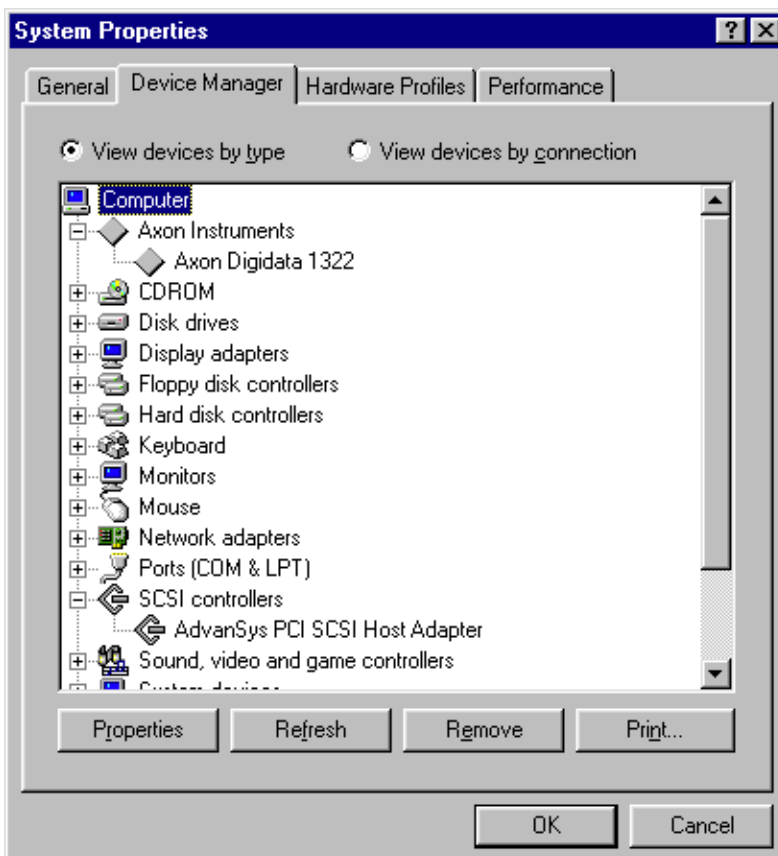 System Properties
General Device Manager Hardware Profiles Performance
View devices by type View devices by connection
Computer
Axon Instruments
Axon Digidata 1322
CDROM
Disk drives
Display adapters
Floppy disk controllers
Hard disk controllers
Keyboard
Monitors
Mouse
Network adapters
Ports (COM & LPT)
SCSI controllers
AdvanSys PCI SCSI Host Adapter
Sound, video and game controllers
System devices
Properties Refresh Remove Print...
OK Cancel